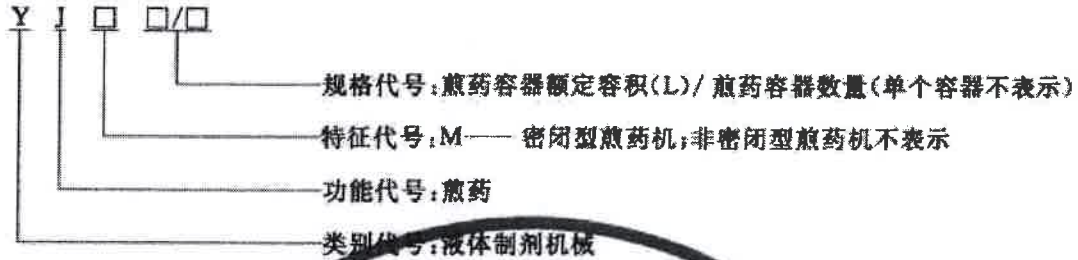 Y J □ □/□
规格代号:煎药容器额定容积(L)/煎药容器数量(单个容器不表示)
特征代号:M——密闭型煎药机;非密闭型煎药机不表示
功能代号:煎药
类别代号:液体制剂机械